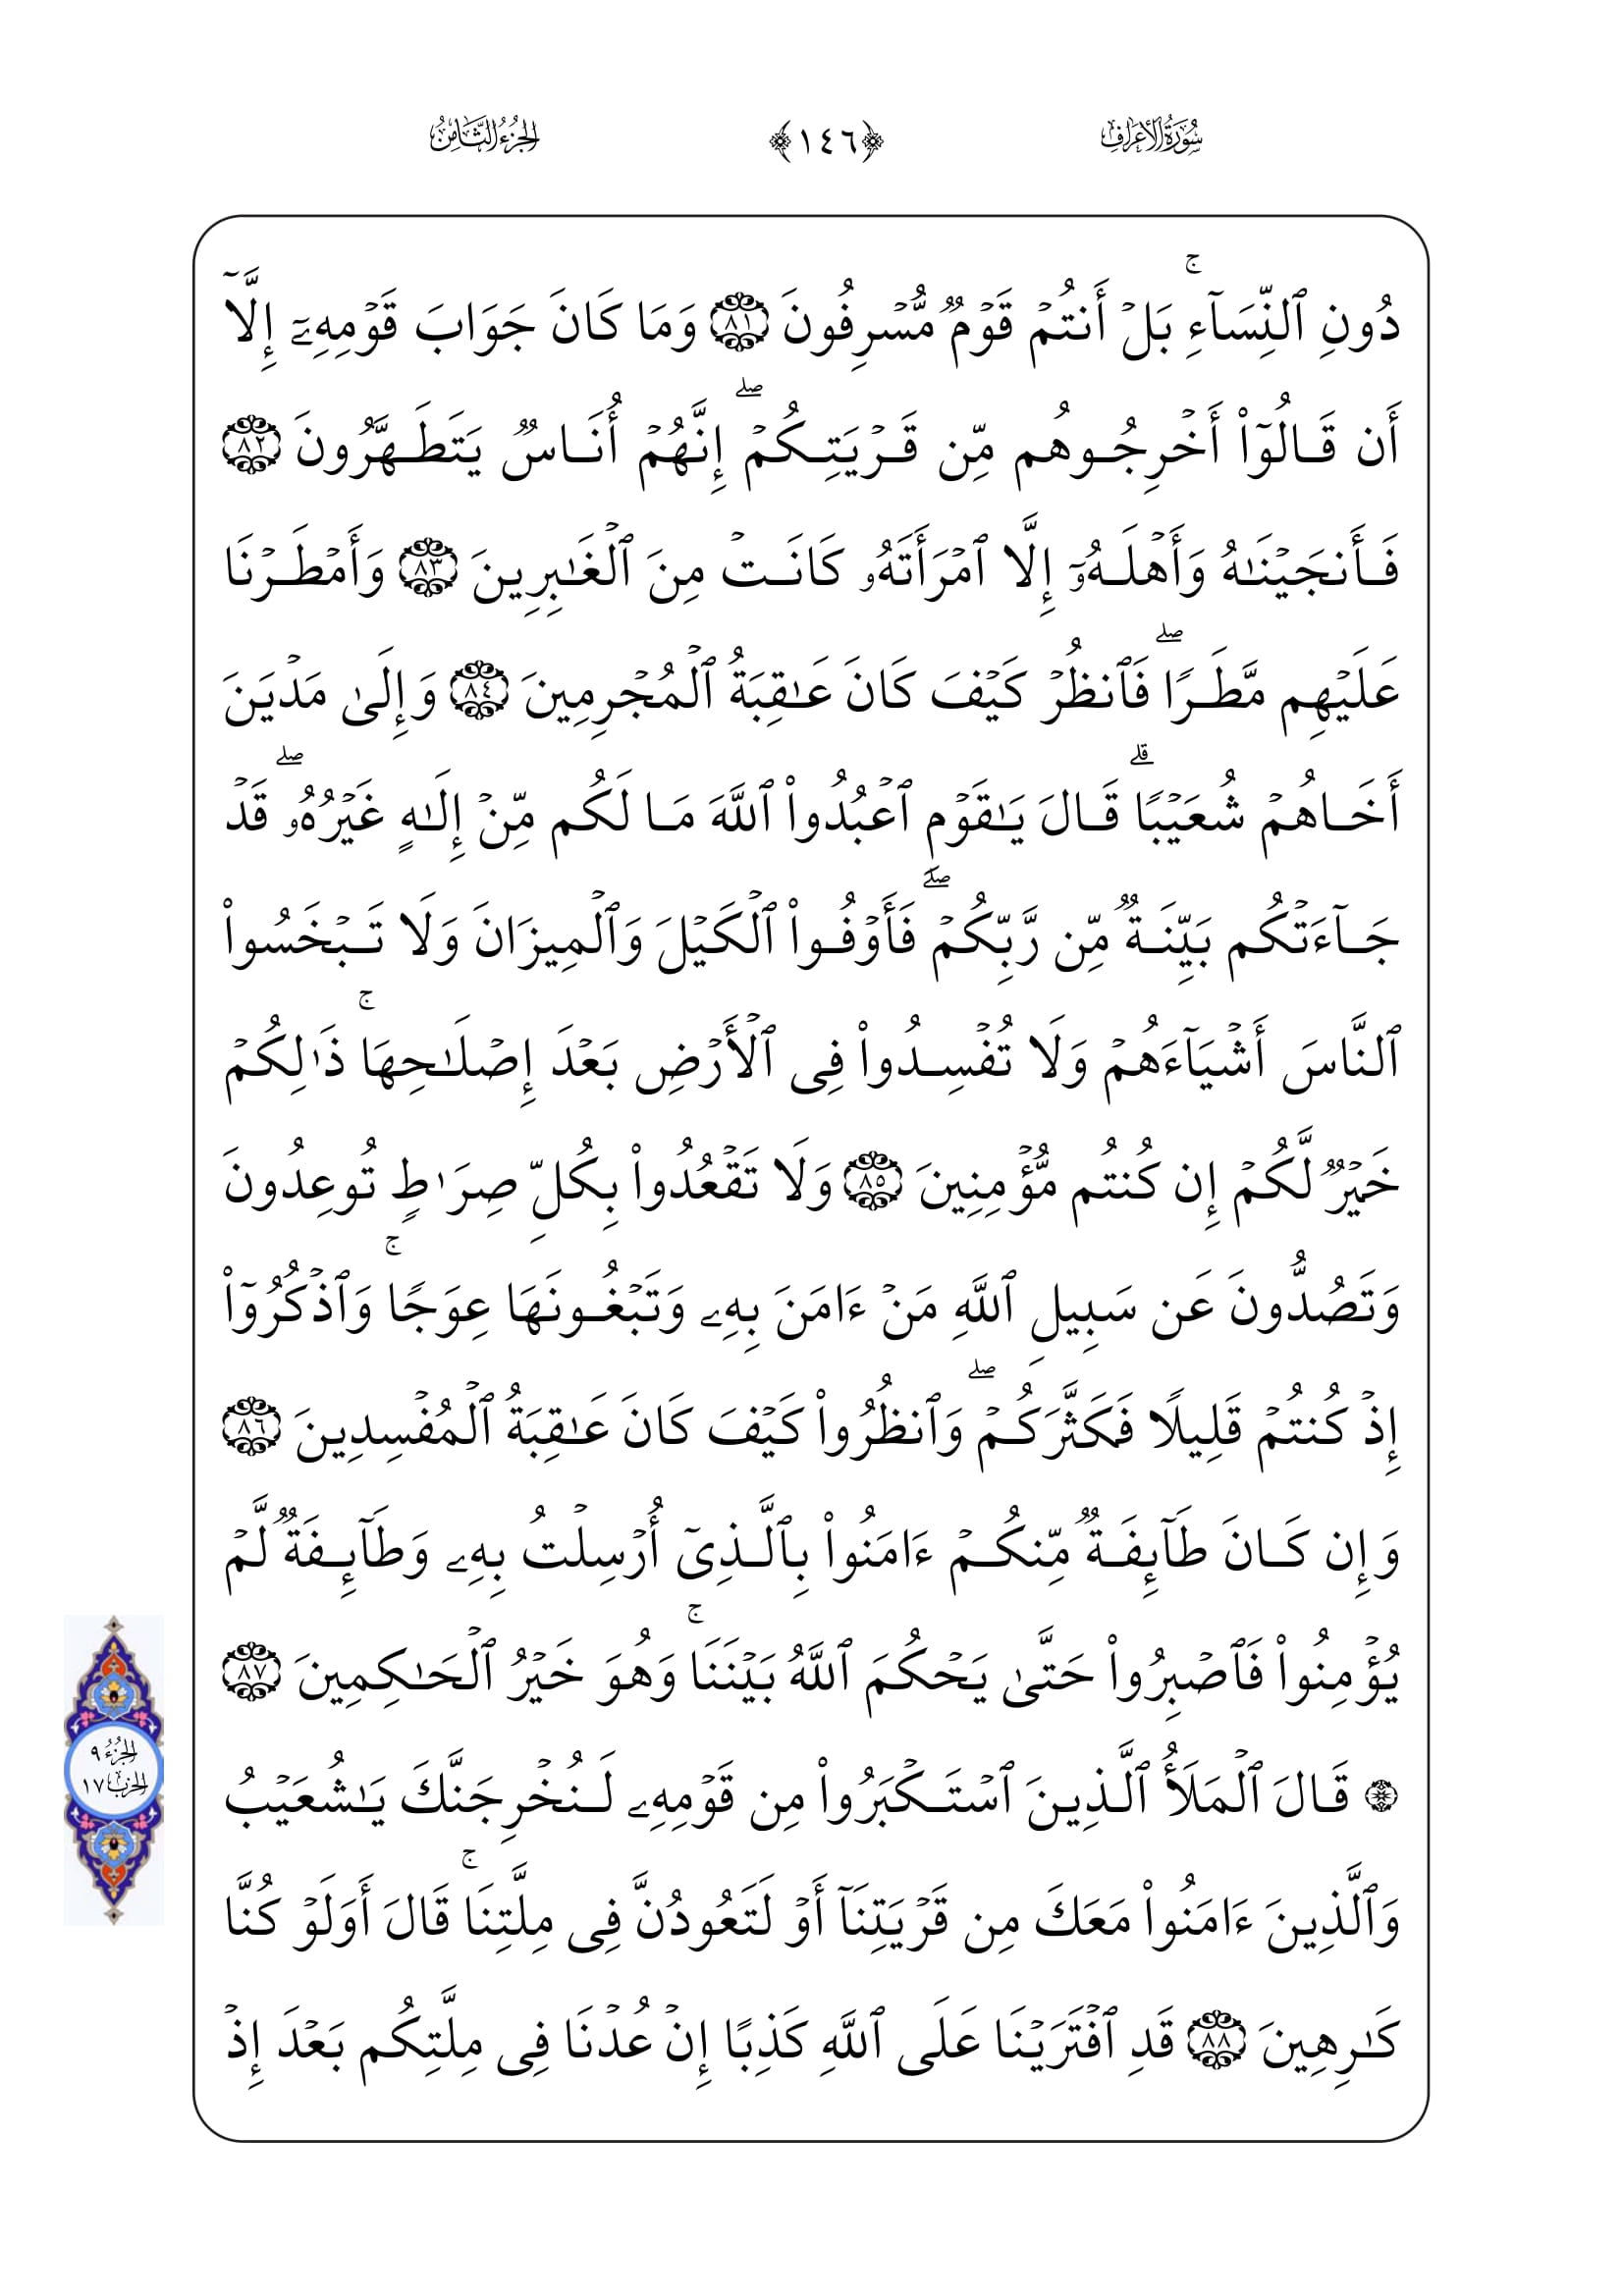 سُورَةُ الأَعْرَافِ ﴿١٤٦﴾ الجُزْءُ الثَّامِنُ
دُونِ ٱلنِّسَآءِۚ بَلۡ أَنتُمۡ قَوۡمٞ مُّسۡرِفُونَ ٨١ وَمَا كَانَ جَوَابَ قَوۡمِهِۦٓ إِلَّآ
أَن قَالُوٓاْ أَخۡرِجُوهُم مِّن قَرۡيَتِكُمۡۖ إِنَّهُمۡ أُنَاسٞ يَتَطَهَّرُونَ ٨٢
فَأَنجَيۡنَٰهُ وَأَهۡلَهُۥٓ إِلَّا ٱمۡرَأَتَهُۥ كَانَتۡ مِنَ ٱلۡغَٰبِرِينَ ٨٣ وَأَمۡطَرۡنَا
عَلَيۡهِم مَّطَرٗاۖ فَٱنظُرۡ كَيۡفَ كَانَ عَٰقِبَةُ ٱلۡمُجۡرِمِينَ ٨٤ وَإِلَىٰ مَدۡيَنَ
أَخَاهُمۡ شُعَيۡبٗاۗ قَالَ يَٰقَوۡمِ ٱعۡبُدُواْ ٱللَّهَ مَا لَكُم مِّنۡ إِلَٰهٍ غَيۡرُهُۥۖ قَدۡ
جَآءَتۡكُم بَيِّنَةٞ مِّن رَّبِّكُمۡۖ فَأَوۡفُواْ ٱلۡكَيۡلَ وَٱلۡمِيزَانَ وَلَا تَبۡخَسُواْ
ٱلنَّاسَ أَشۡيَآءَهُمۡ وَلَا تُفۡسِدُواْ فِي ٱلۡأَرۡضِ بَعۡدَ إِصۡلَٰحِهَاۚ ذَٰلِكُمۡ
خَيۡرٞ لَّكُمۡ إِن كُنتُم مُّؤۡمِنِينَ ٨٥ وَلَا تَقۡعُدُواْ بِكُلِّ صِرَٰطٖ تُوعِدُونَ
وَتَصُدُّونَ عَن سَبِيلِ ٱللَّهِ مَنۡ ءَامَنَ بِهِۦ وَتَبۡغُونَهَا عِوَجٗاۚ وَٱذۡكُرُوٓاْ
إِذۡ كُنتُمۡ قَلِيلٗا فَكَثَّرَكُمۡۖ وَٱنظُرُواْ كَيۡفَ كَانَ عَٰقِبَةُ ٱلۡمُفۡسِدِينَ ٨٦
وَإِن كَانَ طَآئِفَةٞ مِّنكُمۡ ءَامَنُواْ بِٱلَّذِيٓ أُرۡسِلۡتُ بِهِۦ وَطَآئِفَةٞ لَّمۡ
يُؤۡمِنُواْ فَٱصۡبِرُواْ حَتَّىٰ يَحۡكُمَ ٱللَّهُ بَيۡنَنَاۚ وَهُوَ خَيۡرُ ٱلۡحَٰكِمِينَ ٨٧
الجُزْءُ ٩
الحِزْبُ ١٧
۞ قَالَ ٱلۡمَلَأُ ٱلَّذِينَ ٱسۡتَكۡبَرُواْ مِن قَوۡمِهِۦ لَنُخۡرِجَنَّكَ يَٰشُعَيۡبُ
وَٱلَّذِينَ ءَامَنُواْ مَعَكَ مِن قَرۡيَتِنَآ أَوۡ لَتَعُودُنَّ فِي مِلَّتِنَاۚ قَالَ أَوَلَوۡ كُنَّا
كَٰرِهِينَ ٨٨ قَدِ ٱفۡتَرَيۡنَا عَلَى ٱللَّهِ كَذِبًا إِنۡ عُدۡنَا فِي مِلَّتِكُم بَعۡدَ إِذۡ